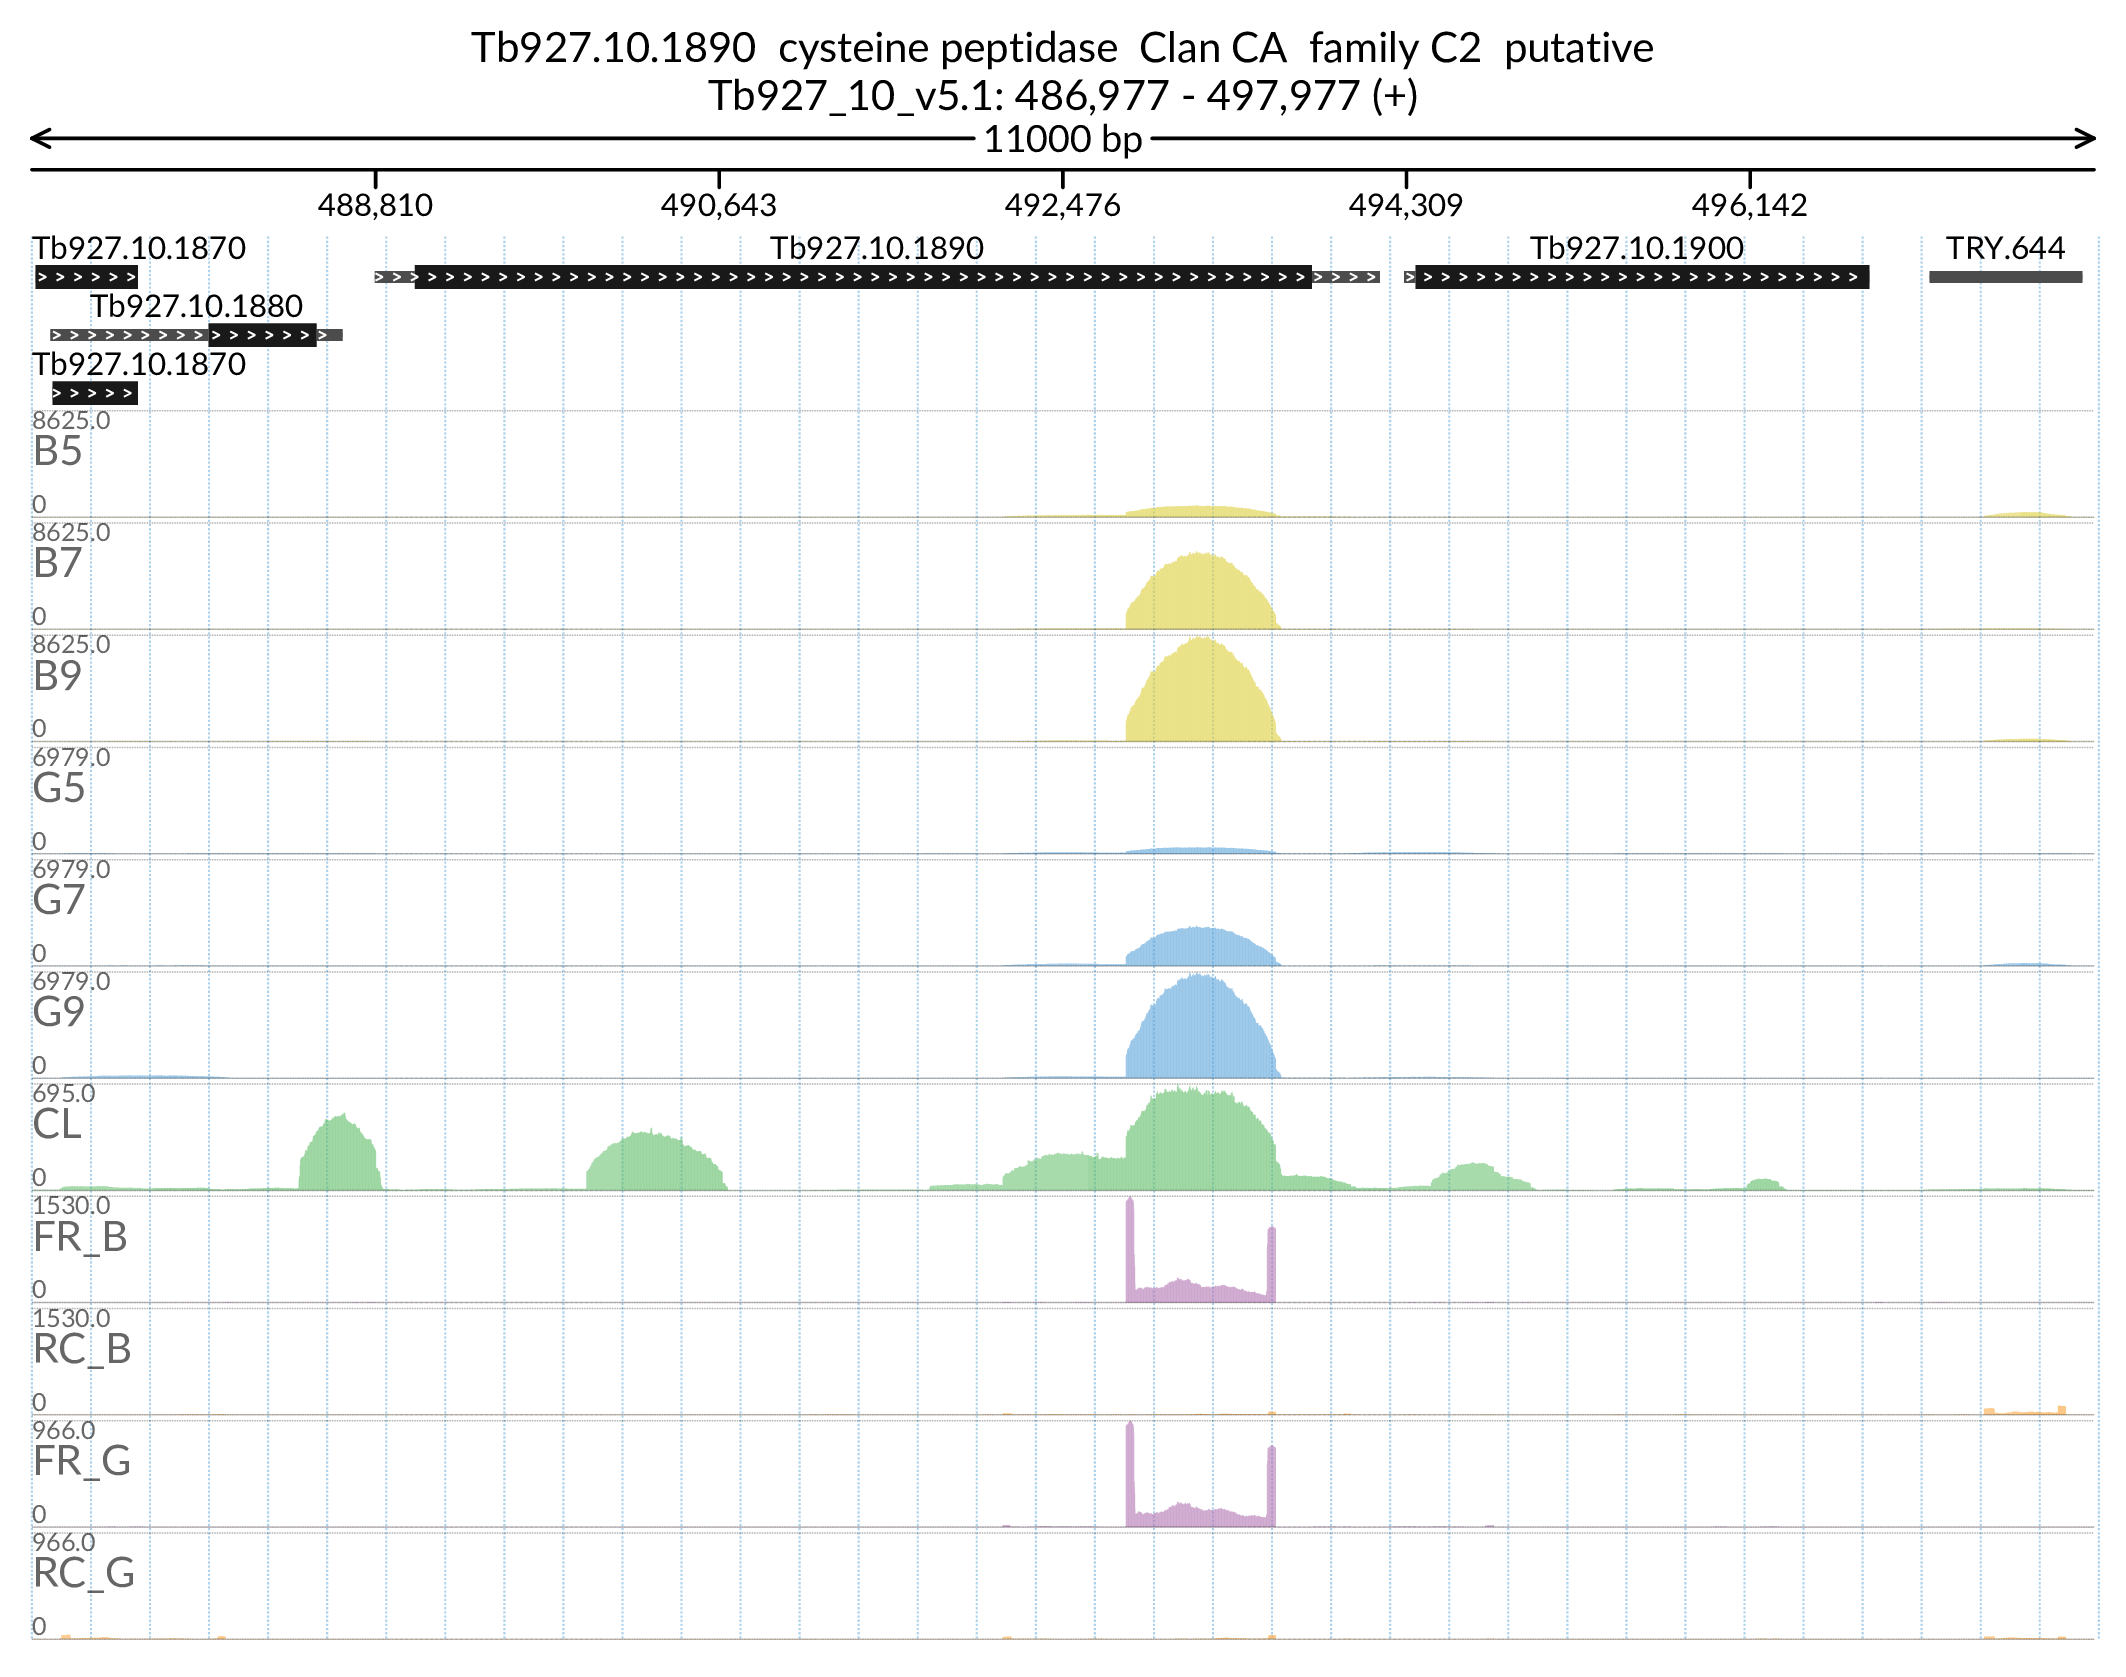 Tb927.10.1890 cysteine peptidase Clan CA family C2 putative
Tb927_10_v5.1: 486,977 - 497,977 (+)
11000 bp
488,810 490,643 492,476 494,309 496,142
Tb927.10.1870 Tb927.10.1890 Tb927.10.1900 TRY.644
Tb927.10.1880
Tb927.10.1870
8625.0
B5
0
8625.0
B7
0
8625.0
B9
0
6979.0
G5
0
6979.0
G7
0
6979.0
G9
0
695.0
CL
0
1530.0
FR_B
0
1530.0
RC_B
0
966.0
FR_G
0
966.0
RC_G
0